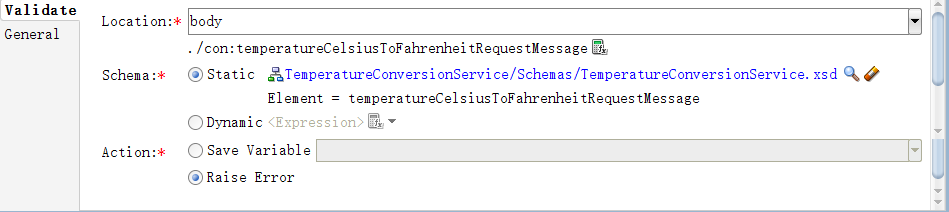 Validate
General
Location:* body
./con:temperatureCelsiusToFahrenheitRequestMessage
Schema:* Static TemperatureConversionService/Schemas/TemperatureConversionService.xsd
Element = temperatureCelsiusToFahrenheitRequestMessage
Dynamic <Expression>
Action:* Save Variable
Raise Error